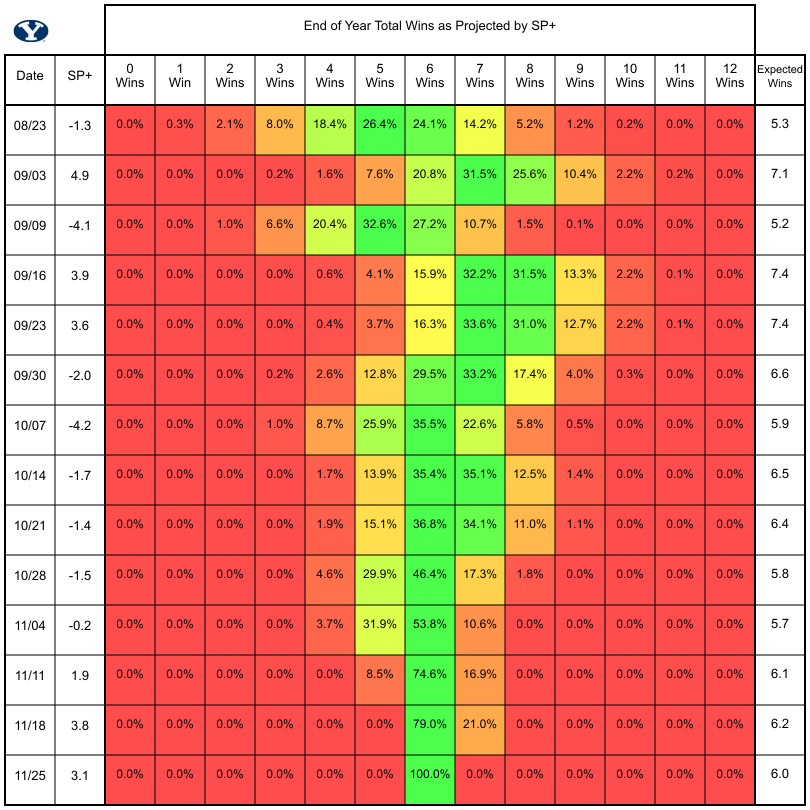 End of Year Total Wins as Projected by SP+
Y
Date SP+ 0 Wins 1 Win 2 Wins 3 Wins 4 Wins 5 Wins 6 Wins 7 Wins 8 Wins 9 Wins 10 Wins 11 Wins 12 Wins Expected Wins
08/23 -1.3 0.0% 0.3% 2.1% 8.0% 18.4% 26.4% 24.1% 14.2% 5.2% 1.2% 0.2% 0.0% 0.0% 5.3
09/03 4.9 0.0% 0.0% 0.0% 0.2% 1.6% 7.6% 20.8% 31.5% 25.6% 10.4% 2.2% 0.2% 0.0% 7.1
09/09 -4.1 0.0% 0.0% 1.0% 6.6% 20.4% 32.6% 27.2% 10.7% 1.5% 0.1% 0.0% 0.0% 0.0% 5.2
09/16 3.9 0.0% 0.0% 0.0% 0.0% 0.6% 4.1% 15.9% 32.2% 31.5% 13.3% 2.2% 0.1% 0.0% 7.4
09/23 3.6 0.0% 0.0% 0.0% 0.0% 0.4% 3.7% 16.3% 33.6% 31.0% 12.7% 2.2% 0.1% 0.0% 7.4
09/30 -2.0 0.0% 0.0% 0.0% 0.2% 2.6% 12.8% 29.5% 33.2% 17.4% 4.0% 0.3% 0.0% 0.0% 6.6
10/07 -4.2 0.0% 0.0% 0.0% 1.0% 8.7% 25.9% 35.5% 22.6% 5.8% 0.5% 0.0% 0.0% 0.0% 5.9
10/14 -1.7 0.0% 0.0% 0.0% 0.0% 1.7% 13.9% 35.4% 35.1% 12.5% 1.4% 0.0% 0.0% 0.0% 6.5
10/21 -1.4 0.0% 0.0% 0.0% 0.0% 1.9% 15.1% 36.8% 34.1% 11.0% 1.1% 0.0% 0.0% 0.0% 6.4
10/28 -1.5 0.0% 0.0% 0.0% 0.0% 4.6% 29.9% 46.4% 17.3% 1.8% 0.0% 0.0% 0.0% 0.0% 5.8
11/04 -0.2 0.0% 0.0% 0.0% 0.0% 3.7% 31.9% 53.8% 10.6% 0.0% 0.0% 0.0% 0.0% 0.0% 5.7
11/11 1.9 0.0% 0.0% 0.0% 0.0% 0.0% 8.5% 74.6% 16.9% 0.0% 0.0% 0.0% 0.0% 0.0% 6.1
11/18 3.8 0.0% 0.0% 0.0% 0.0% 0.0% 0.0% 79.0% 21.0% 0.0% 0.0% 0.0% 0.0% 0.0% 6.2
11/25 3.1 0.0% 0.0% 0.0% 0.0% 0.0% 0.0% 100.0% 0.0% 0.0% 0.0% 0.0% 0.0% 0.0% 6.0